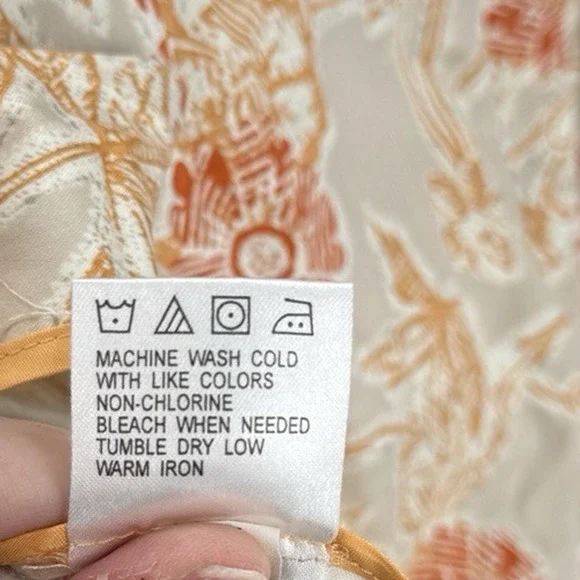 MACHINE WASH COLD
WITH LIKE COLORS
NON-CHLORINE
BLEACH WHEN NEEDED
TUMBLE DRY LOW
WARM IRON